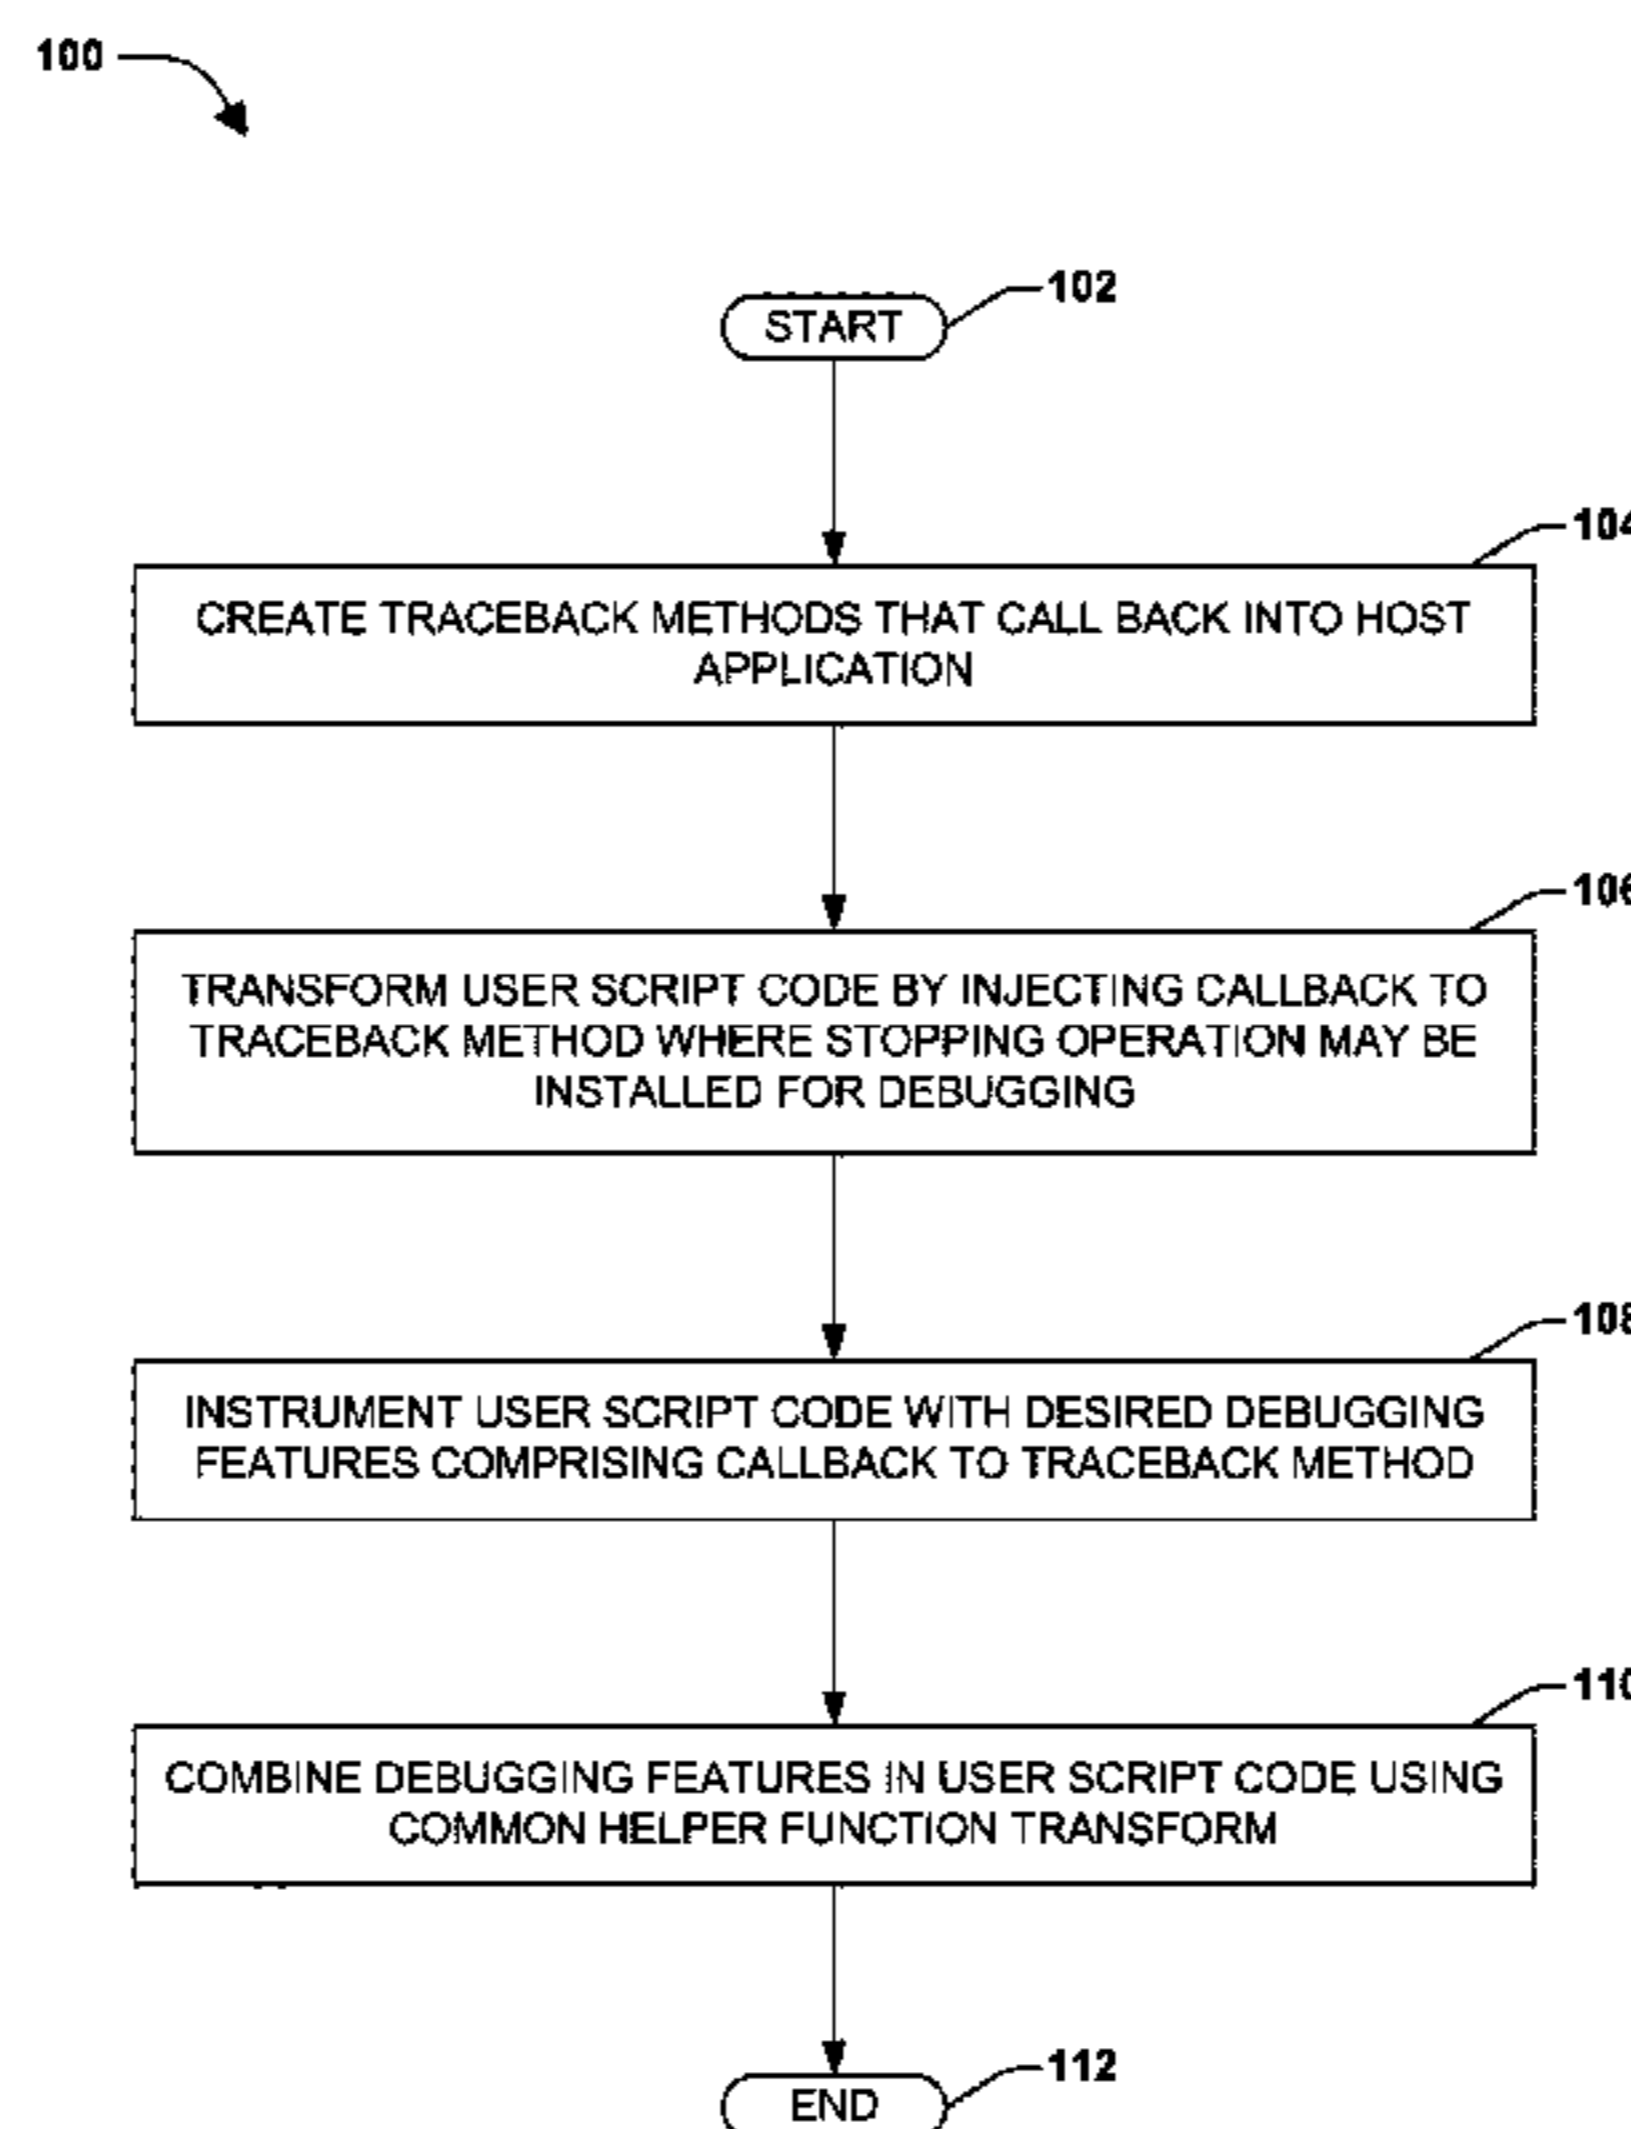 100
102
START
104
CREATE TRACEBACK METHODS THAT CALL BACK INTO HOST
APPLICATION
106
TRANSFORM USER SCRIPT CODE BY INJECTING CALLBACK TO
TRACEBACK METHOD WHERE STOPPING OPERATION MAY BE
INSTALLED FOR DEBUGGING
108
INSTRUMENT USER SCRIPT CODE WITH DESIRED DEBUGGING
FEATURES COMPRISING CALLBACK TO TRACEBACK METHOD
110
COMBINE DEBUGGING FEATURES IN USER SCRIPT CODE USING
COMMON HELPER FUNCTION TRANSFORM
112
END